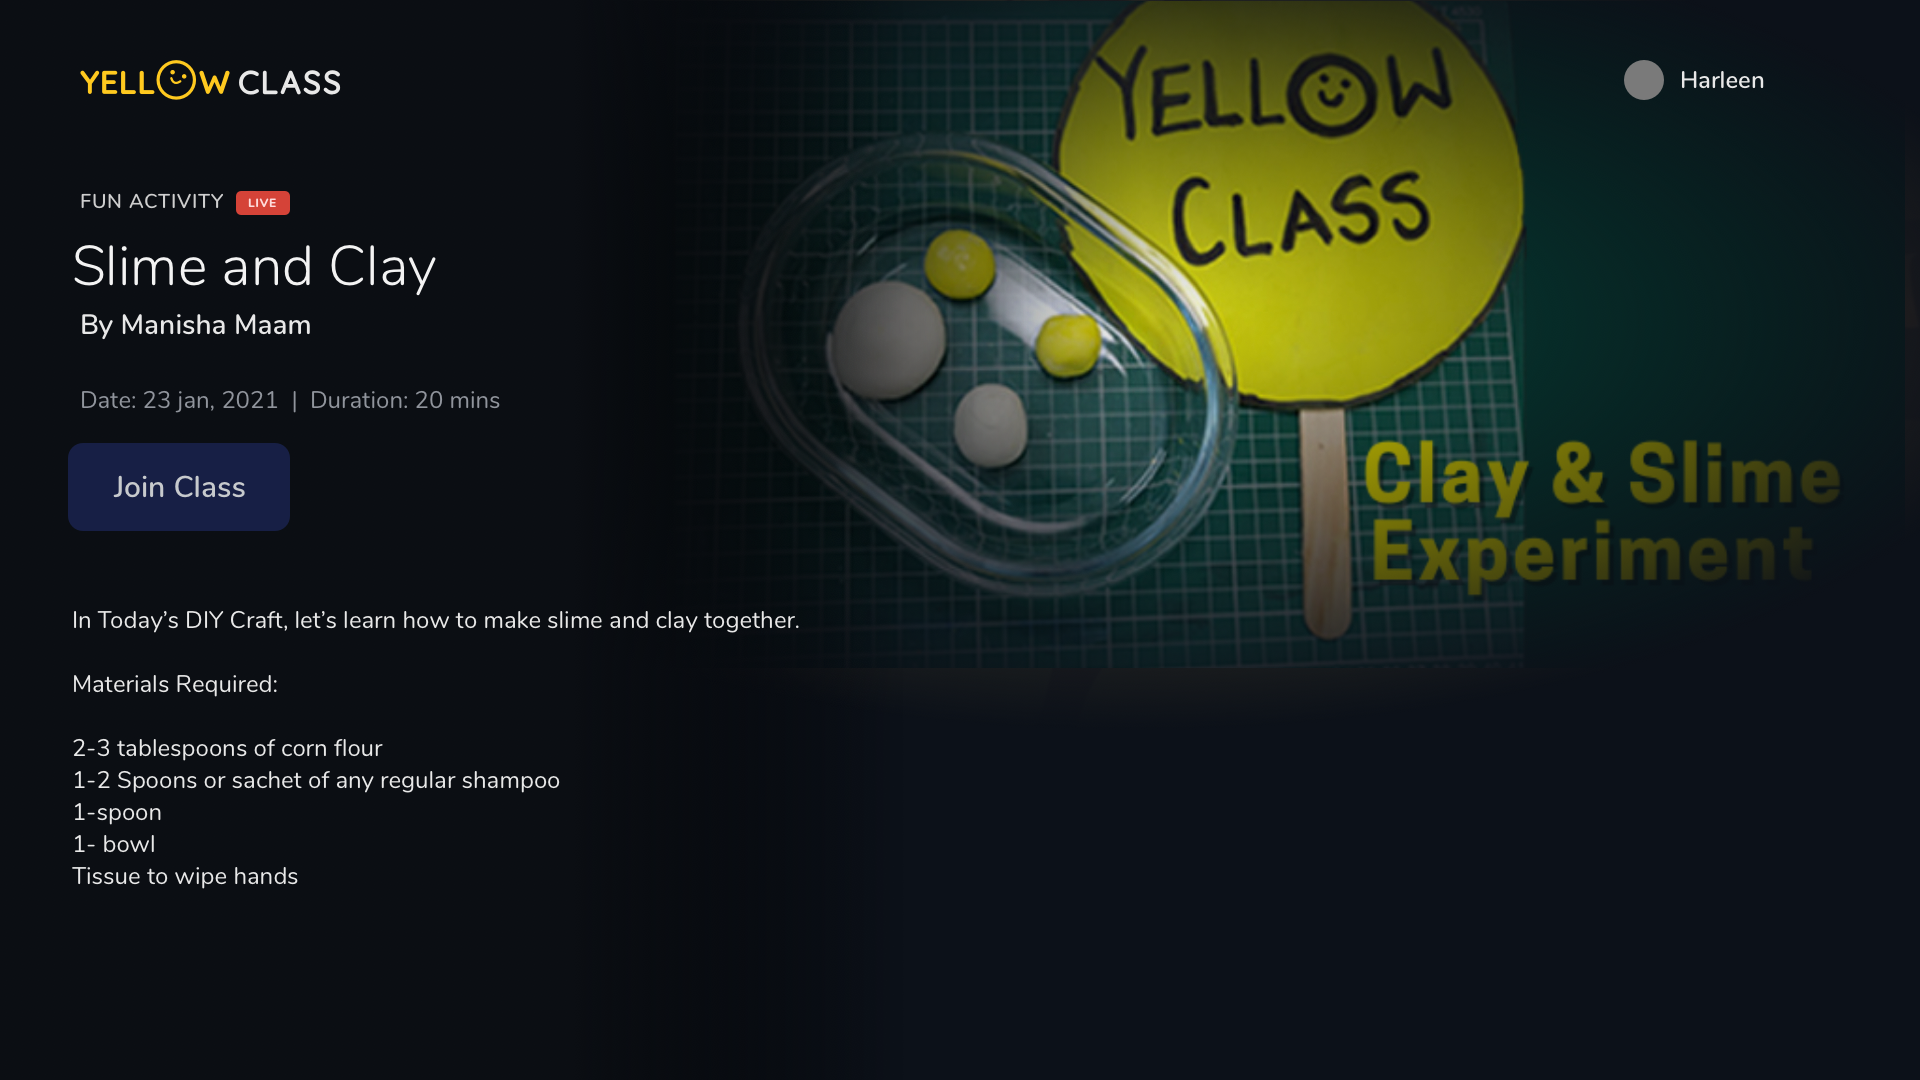 YELLOW CLASS
Harleen
FUN ACTIVITY LIVE
Slime and Clay
By Manisha Maam
Date: 23 jan, 2021 | Duration: 20 mins
Join Class
In Today’s DIY Craft, let’s learn how to make slime and clay together.
Materials Required:
2-3 tablespoons of corn flour
1-2 Spoons or sachet of any regular shampoo
1-spoon
1- bowl
Tissue to wipe hands
YELLOW
CLASS
Clay & Slime
Experiment